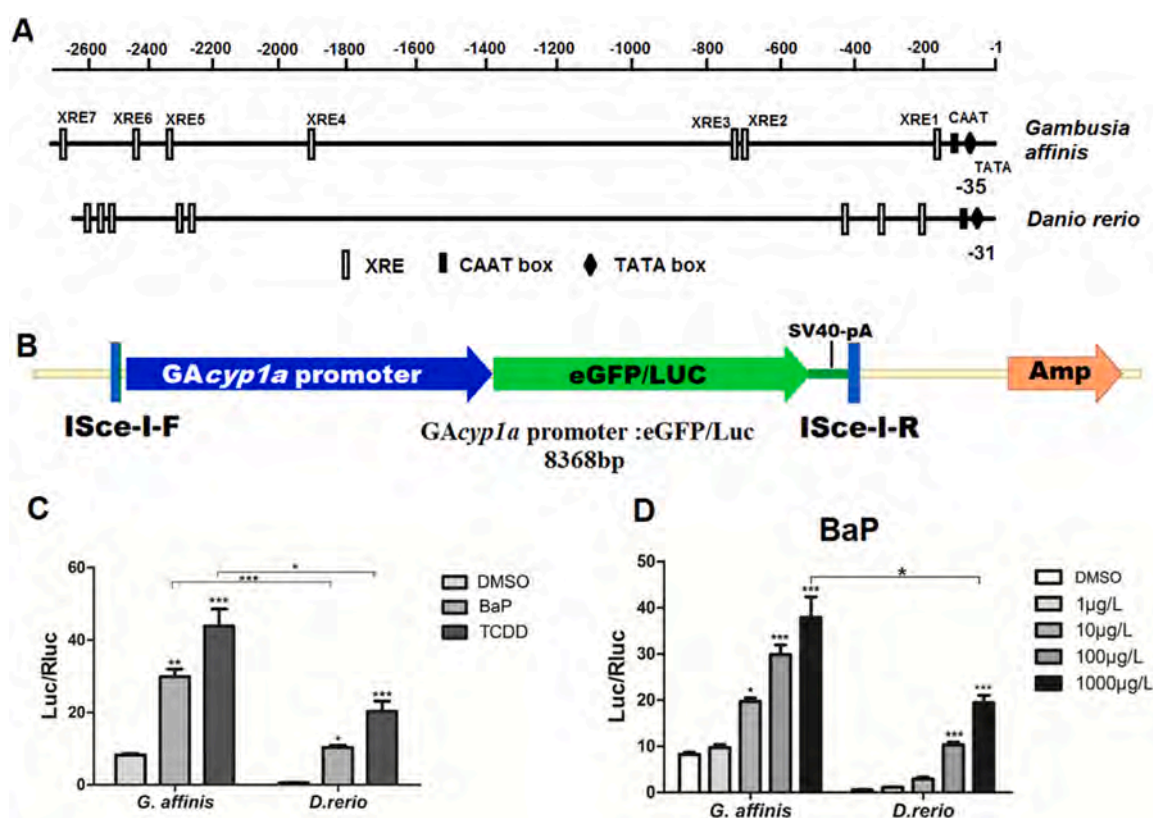 A
-2600 -2400 -2200 -2000 -1800 -1600 -1400 -1200 -1000 -800 -600 -400 -200 -1
XRE7 XRE6 XRE5 XRE4 XRE3 XRE2 XRE1 CAAT
Gambusia
affinis
TATA
-35
Danio rerio
-31
XRE CAAT box TATA box
B
SV40-pA
GAcyp1a promoter eGFP/LUC Amp
ISce-I-F ISce-I-R
GAcyp1a promoter :eGFP/Luc
8368bp
C
Luc/Rluc
60
40
20
0
*
***
** *** * ***
DMSO
BaP
TCDD
G. affinis D.rerio
D
BaP
Luc/Rluc
50
40
30
20
10
0
*
* *** *** *** ***
DMSO
1µg/L
10µg/L
100µg/L
1000µg/L
G. affinis D.rerio